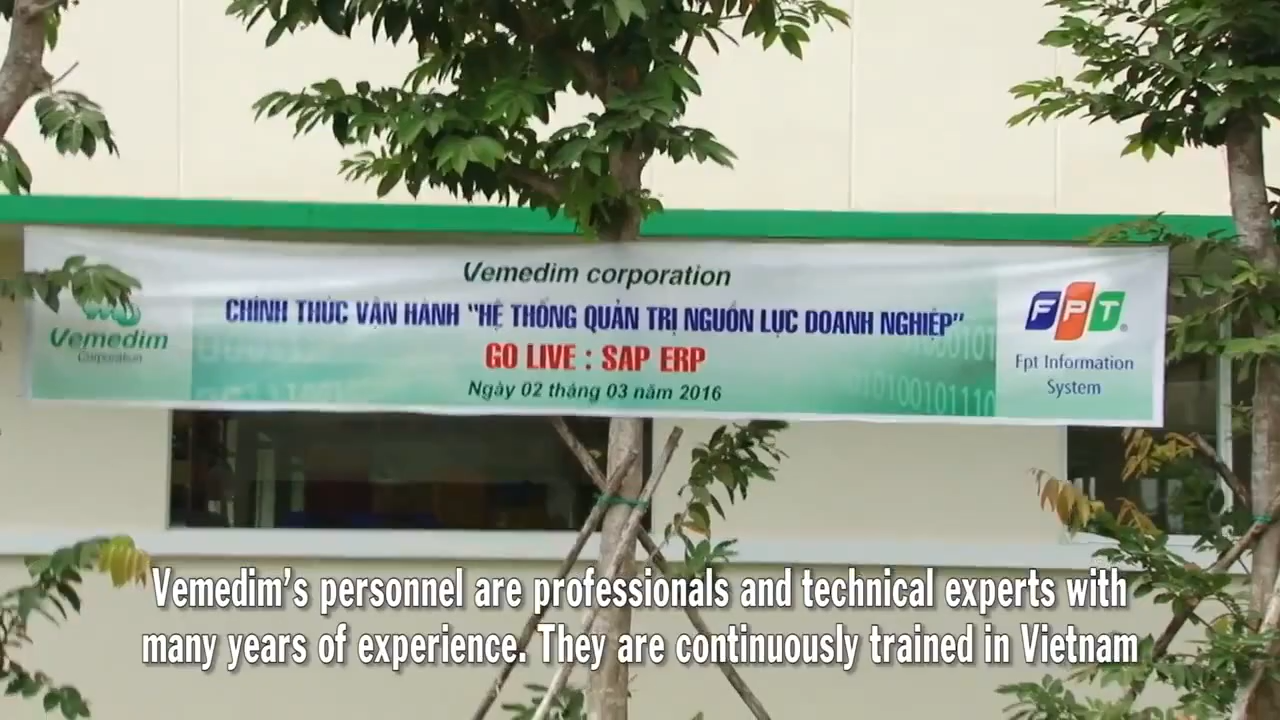 Vemedim corporation
CHÍNH THỨC VẬN HÀNH "HỆ THỐNG QUẢN TRỊ NGUỒN LỰC DOANH NGHIỆP"
GO LIVE : SAP ERP
Ngày 02 tháng 03 năm 2016
Vemedim
Corporation
FPT
Fpt Information
System
10100101110
Vemedim's personnel are professionals and technical experts with
many years of experience. They are continuously trained in Vietnam